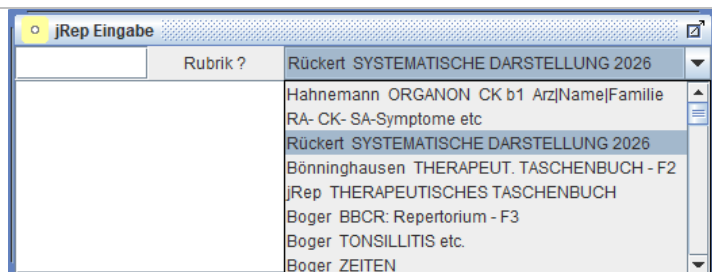 jRep Eingabe
Rubrik ? Rückert SYSTEMATISCHE DARSTELLUNG 2026
Hahnemann ORGANON CK b1 Arz|Name|Familie
RA- CK- SA-Symptome etc
Rückert SYSTEMATISCHE DARSTELLUNG 2026
Bönninghausen THERAPEUT. TASCHENBUCH - F2
jRep THERAPEUTISCHES TASCHENBUCH
Boger BBCR: Repertorium - F3
Boger TONSILLITIS etc.
Boger ZEITEN